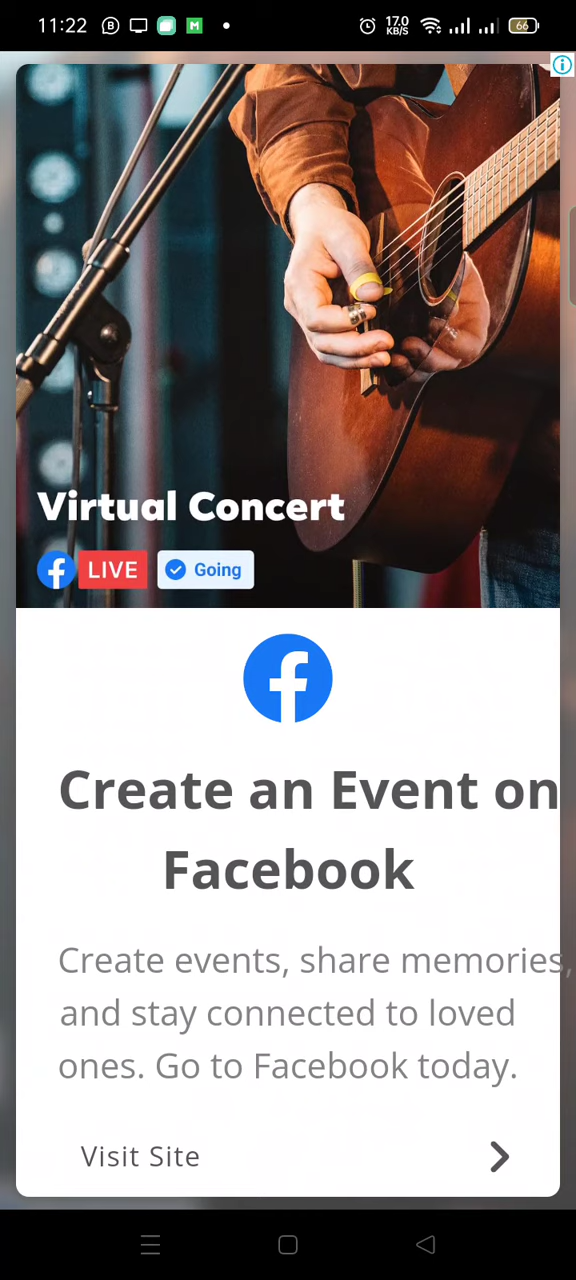 11:22
17.0
KB/S
66
Virtual Concert
LIVE
Going
Create an Event on
Facebook
Create events, share memories,
and stay connected to loved
ones. Go to Facebook today.
Visit Site